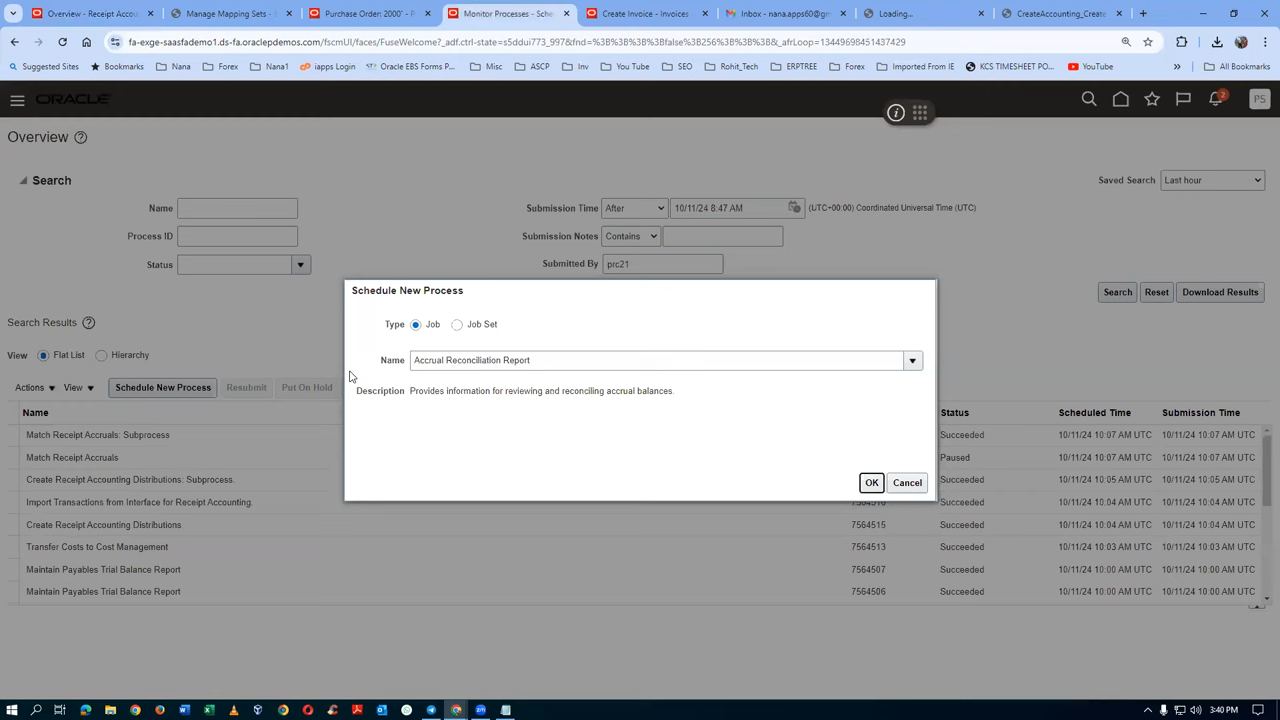 Overview - Receipt Account
Manage Mapping Sets -
Purchase Order: 2000
Monitor Processes - Sche
Create Invoice - Invoices -
Inbox - nana.apps60@gm
Loading...
CreateAccounting_Create
fa-exge-saasfademo1.ds-fa.oraclepdemos.com/fscmUI/faces/FuseWelcome?_adf.ctrl-state=s5ddui773_997&fnd=%3B%3B%3B%3Bfalse%3B256%3B%3B%3B&_afrLoop=13449698451437429
Suggested Sites Bookmarks Nana Forex Nana1 iapps Login Oracle EBS Forms P... Misc ASCP Inv You Tube SEO Rohit_Tech ERPTREE Forex Imported From IE KCS TIMESHEET PO... YouTube » All Bookmarks
ORACLE
2
PS
Overview
Search
Saved Search Last hour
Name
Submission Time After 10/11/24 8:47 AM (UTC+00:00) Coordinated Universal Time (UTC)
Process ID
Submission Notes Contains
Status
Submitted By prc21
Schedule New Process
Search Reset Download Results
Search Results
Type Job Job Set
View Flat List Hierarchy
Name Accrual Reconciliation Report
Actions View Schedule New Process Resubmit Put On Hold
Description Provides information for reviewing and reconciling accrual balances.
Name Status Scheduled Time Submission Time
Match Receipt Accruals: Subprocess Succeeded 10/11/24 10:07 AM UTC 10/11/24 10:07 AM UTC
Match Receipt Accruals Paused 10/11/24 10:07 AM UTC 10/11/24 10:07 AM UTC
OK Cancel
Create Receipt Accounting Distributions: Subprocess. Succeeded 10/11/24 10:05 AM UTC 10/11/24 10:05 AM UTC
Import Transactions from Interface for Receipt Accounting. Succeeded 10/11/24 10:04 AM UTC 10/11/24 10:04 AM UTC
Create Receipt Accounting Distributions 7564515 Succeeded 10/11/24 10:04 AM UTC 10/11/24 10:04 AM UTC
Transfer Costs to Cost Management 7564513 Succeeded 10/11/24 10:03 AM UTC 10/11/24 10:03 AM UTC
Maintain Payables Trial Balance Report 7564507 Succeeded 10/11/24 10:00 AM UTC 10/11/24 10:00 AM UTC
Maintain Payables Trial Balance Report 7564506 Succeeded 10/11/24 10:00 AM UTC 10/11/24 10:00 AM UTC
3:40 PM